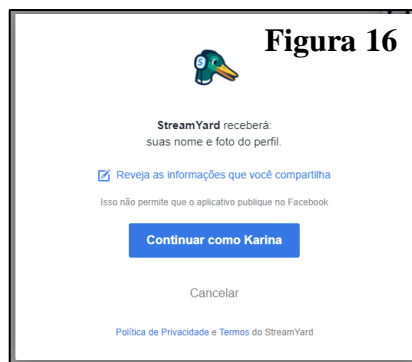 Figura 16
StreamYard receberá:
suas nome e foto do perfil.
Reveja as informações que você compartilha
Isso não permite que o aplicativo publique no Facebook
Continuar como Karina
Cancelar
Política de Privacidade e Termos do StreamYard